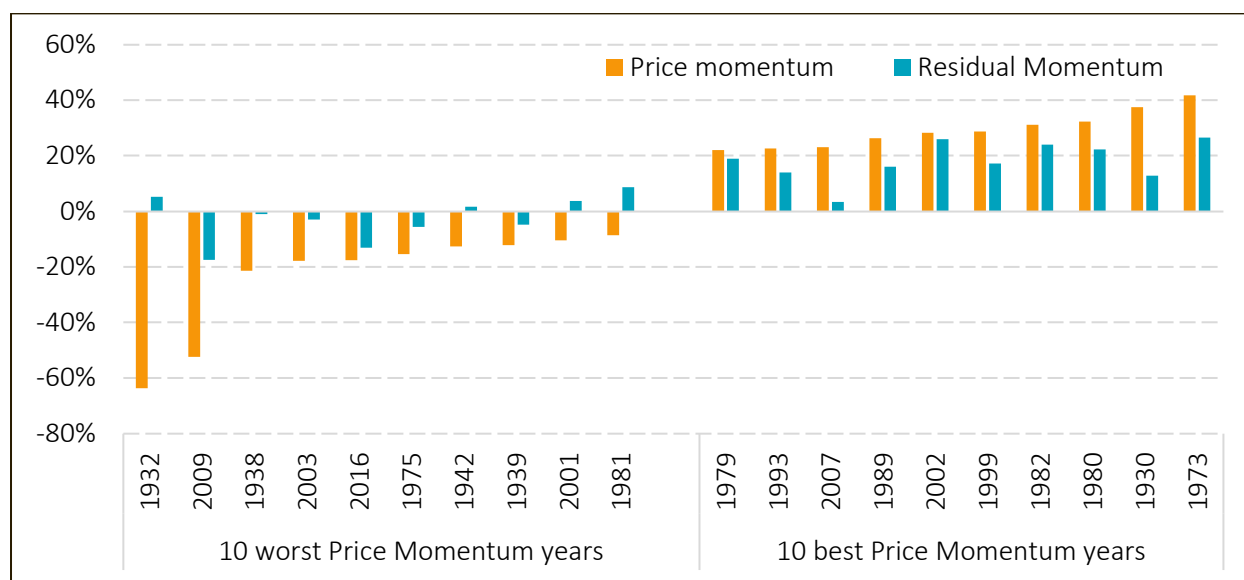 60%
Price momentum Residual Momentum
40%
20%
0%
-20%
-40%
-60%
-80%
1932 2009 1938 2003 2016 1975 1942 1939 2001 1981 1979 1993 2007 1989 2002 1999 1982 1980 1930 1973
10 worst Price Momentum years 10 best Price Momentum years